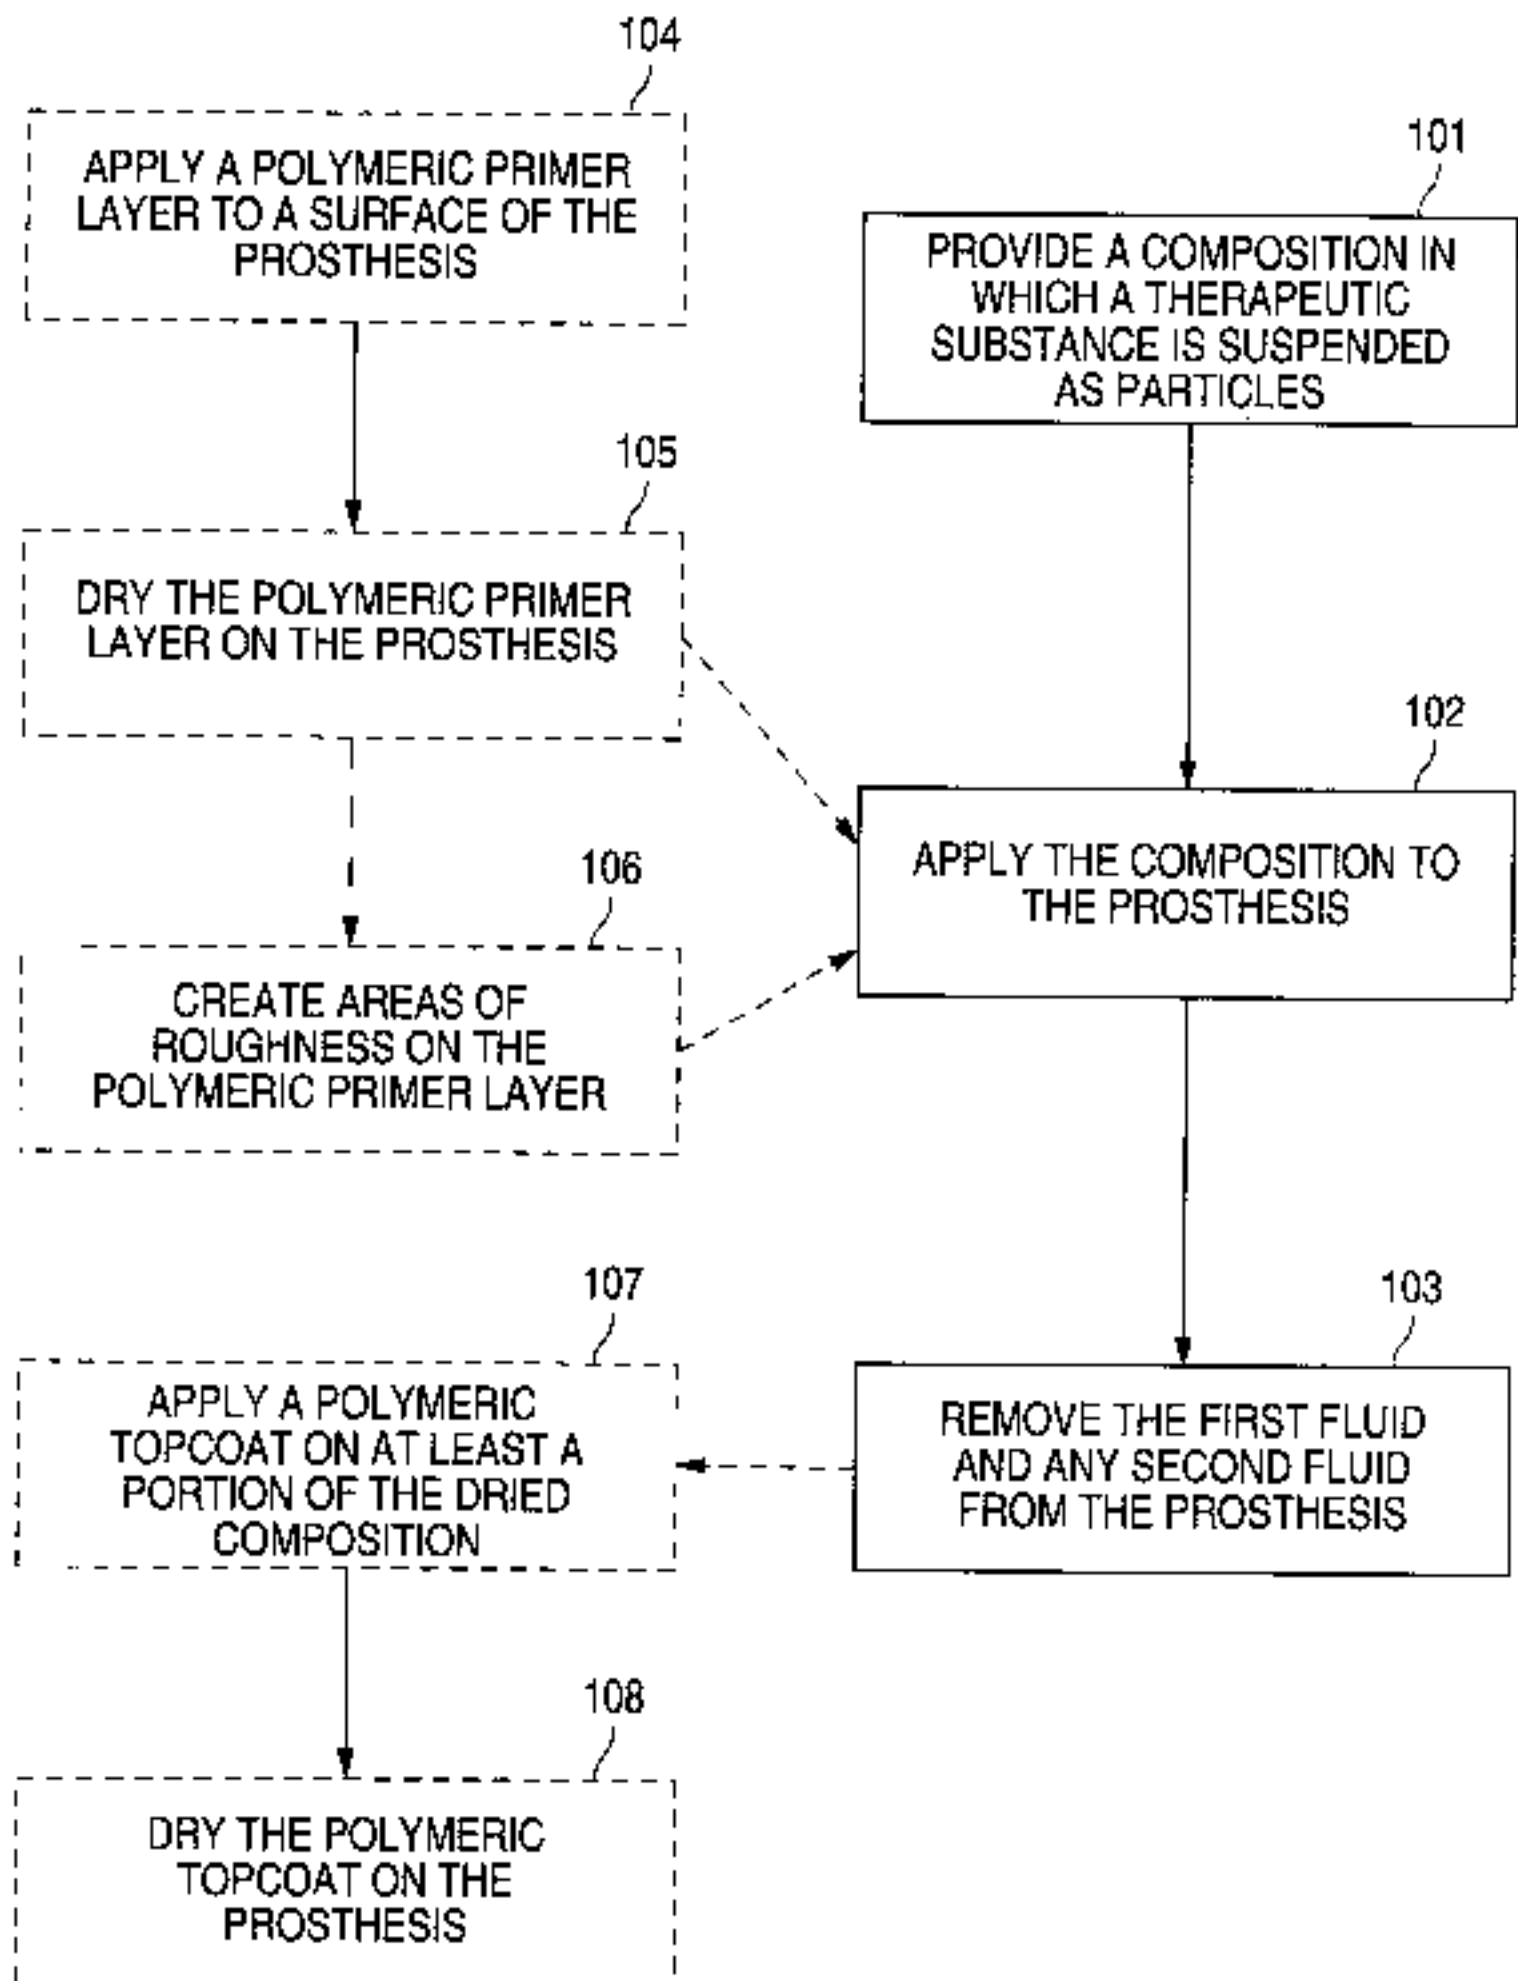 104
APPLY A POLYMERIC PRIMER
LAYER TO A SURFACE OF THE
PROSTHESIS
101
PROVIDE A COMPOSITION IN
WHICH A THERAPEUTIC
SUBSTANCE IS SUSPENDED
AS PARTICLES
105
DRY THE POLYMERIC PRIMER
LAYER ON THE PROSTHESIS
102
APPLY THE COMPOSITION TO
THE PROSTHESIS
106
CREATE AREAS OF
ROUGHNESS ON THE
POLYMERIC PRIMER LAYER
107
APPLY A POLYMERIC
TOPCOAT ON AT LEAST A
PORTION OF THE DRIED
COMPOSITION
103
REMOVE THE FIRST FLUID
AND ANY SECOND FLUID
FROM THE PROSTHESIS
108
DRY THE POLYMERIC
TOPCOAT ON THE
PROSTHESIS